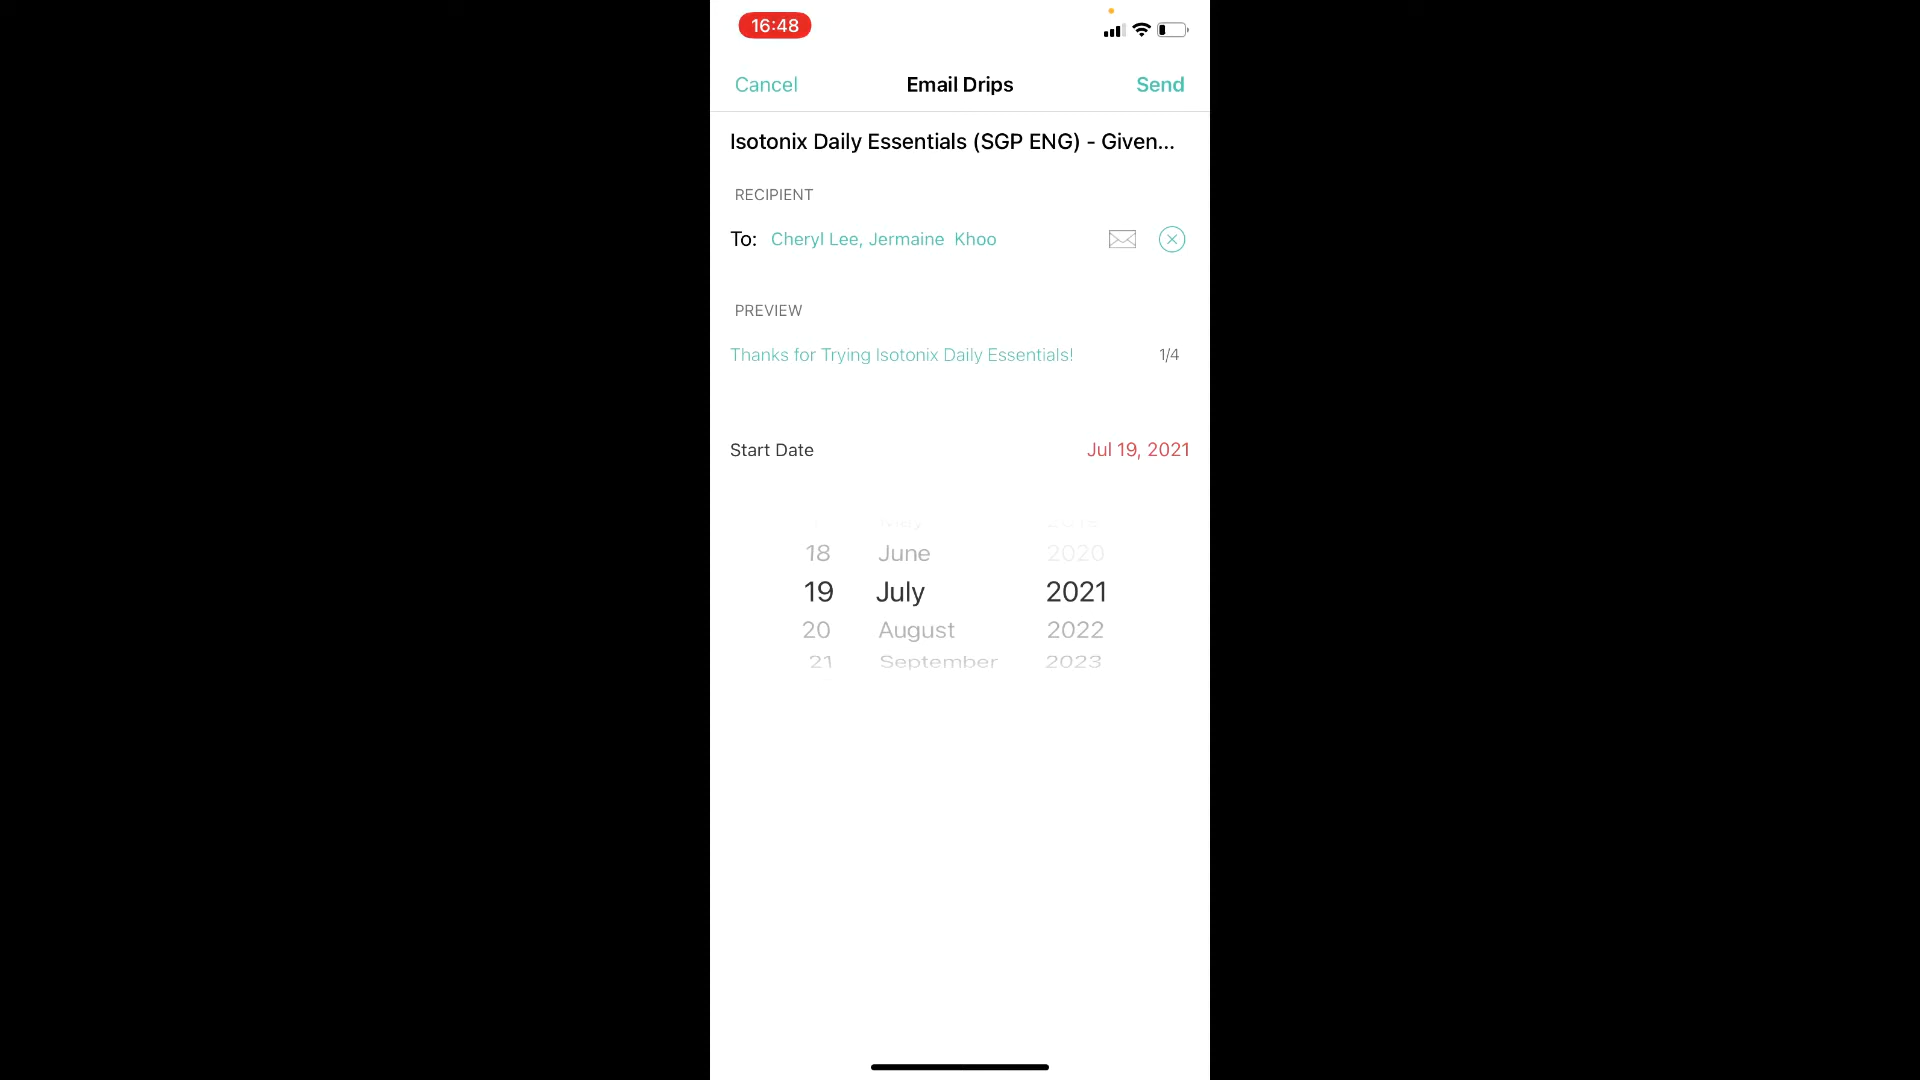 16:48
Cancel Email Drips Send
Isotonix Daily Essentials (SGP ENG) - Given...
RECIPIENT
To: Cheryl Lee, Jermaine Khoo
PREVIEW
Thanks for Trying Isotonix Daily Essentials! 1/4
Start Date Jul 19, 2021
May 2019
18 June 2020
19 July 2021
20 August 2022
21 September 2023